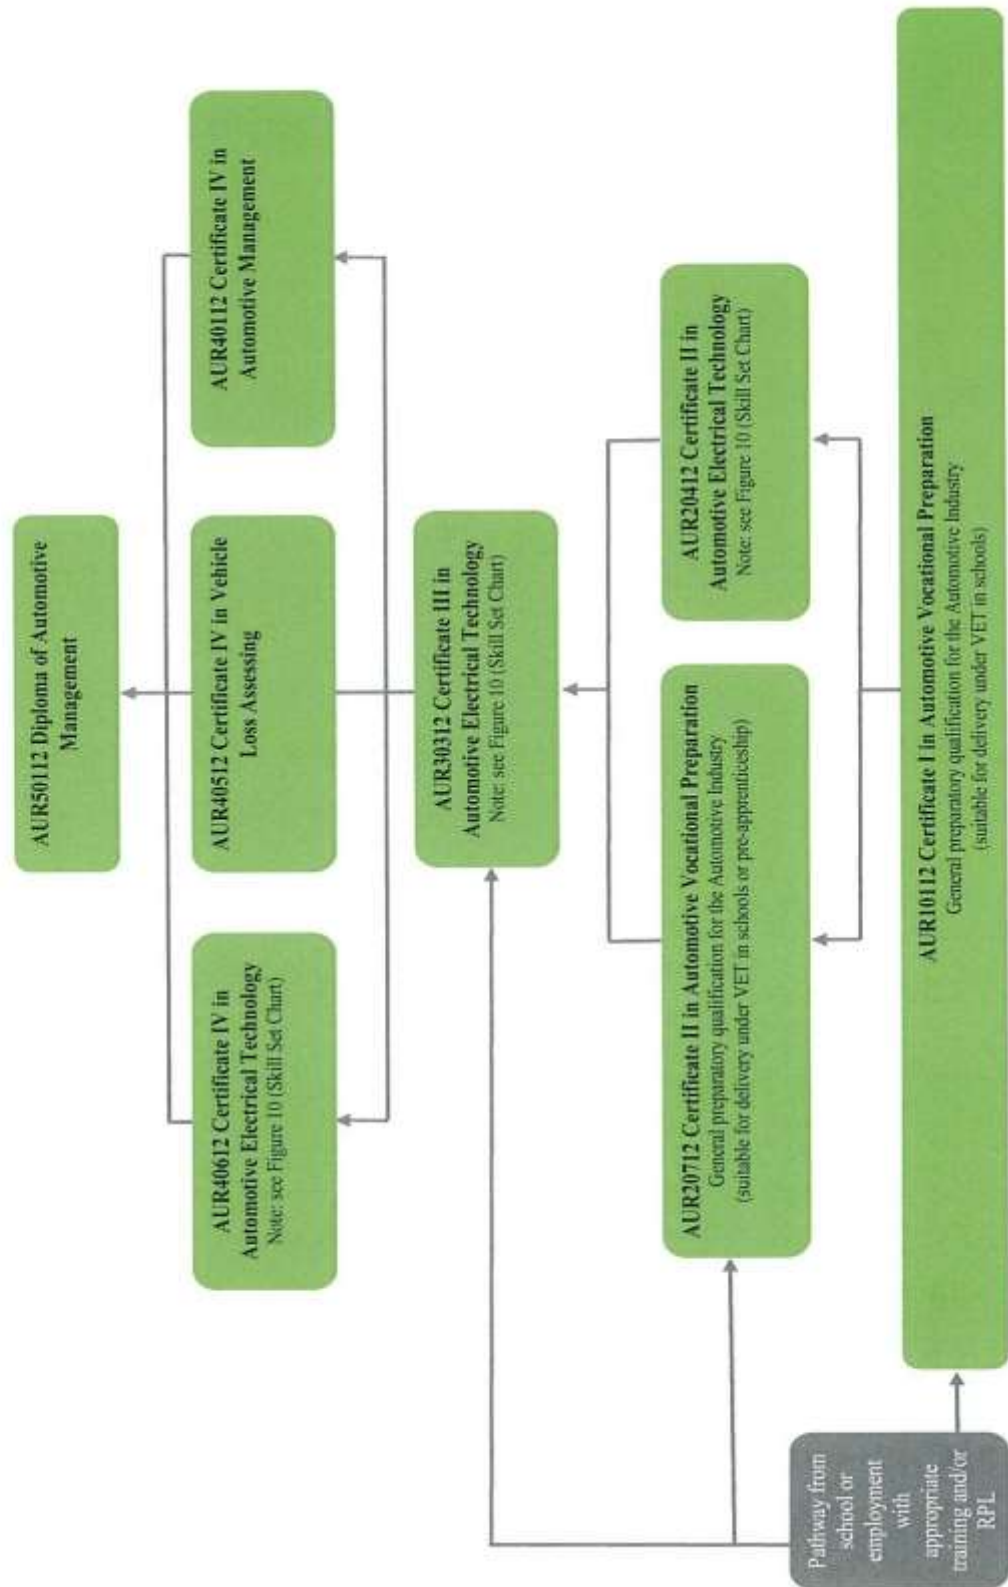 AUR50112 Diploma of Automotive
Management
AUR40612 Certificate IV in
Automotive Electrical Technology
Note: see Figure 10 (Skill Set Chart)
AUR40512 Certificate IV in Vehicle
Loss Assessing
AUR40112 Certificate IV in
Automotive Management
AUR30312 Certificate III in
Automotive Electrical Technology
Note: see Figure 10 (Skill Set Chart)
AUR20712 Certificate II in Automotive Vocational Preparation
General preparatory qualification for the Automotive Industry
(suitable for delivery under VET in schools or pre-apprenticeship)
AUR20412 Certificate II in
Automotive Electrical Technology
Note: see Figure 10 (Skill Set Chart)
Pathway from
school or
employment
with
appropriate
training and/or
RPL
AUR10112 Certificate I in Automotive Vocational Preparation
General preparatory qualification for the Automotive Industry
(suitable for delivery under VET in schools)